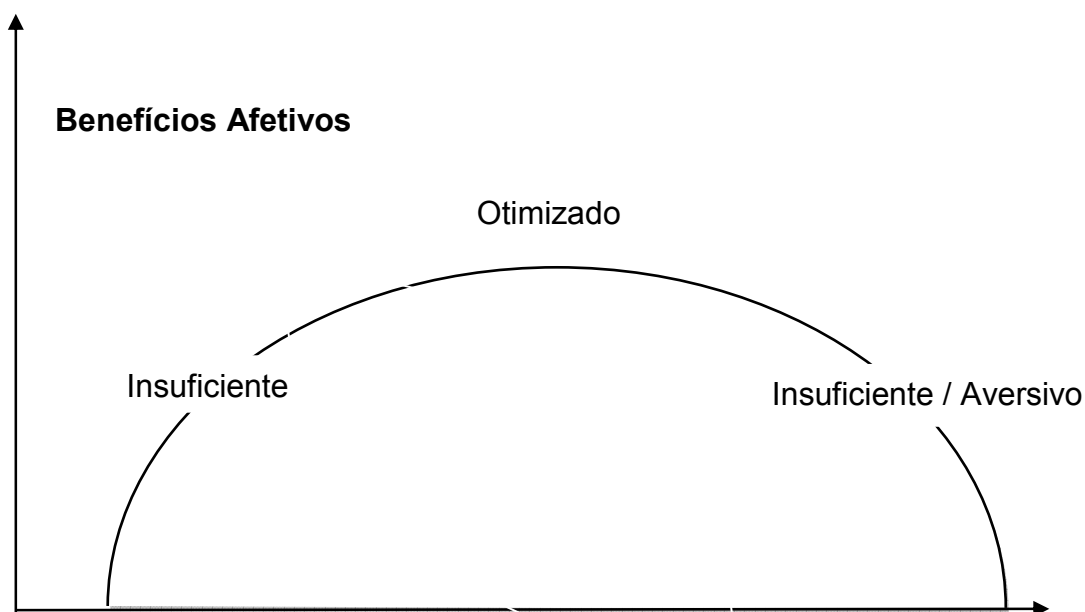 Benefícios Afetivos
Otimizado
Insuficiente
Insuficiente / Aversivo